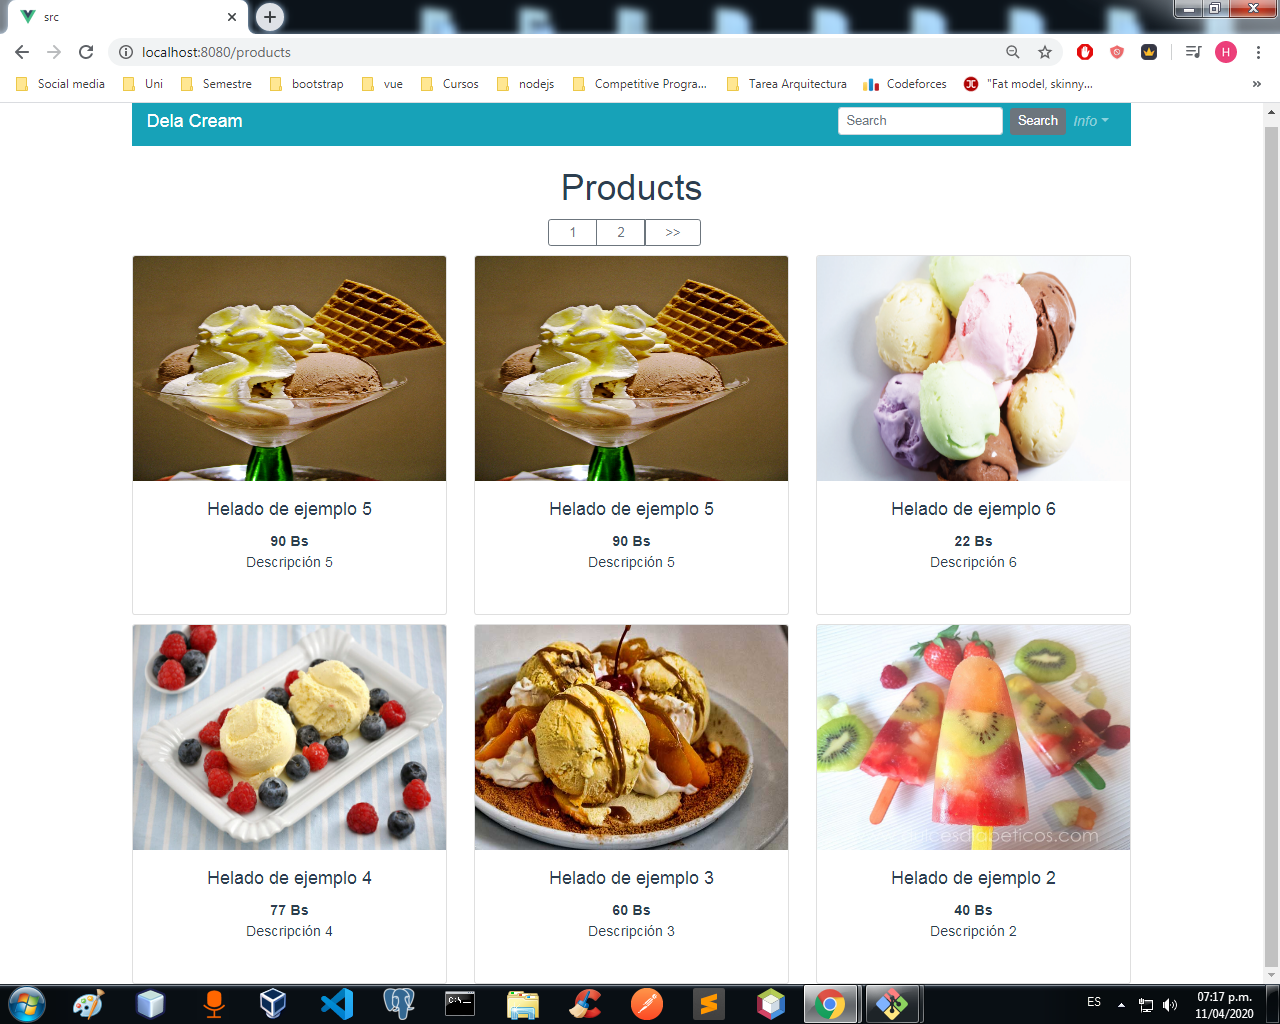 src
localhost:8080/products
H
Social media
Uni
Semestre
bootstrap
vue
Cursos
nodejs
Competitive Progra...
Tarea Arquitectura
Codeforces
"Fat model, skinny...
»
Dela Cream
Search
Search
Info
Products
1
2
>>
Helado de ejemplo 5
90 Bs
Descripción 5
Helado de ejemplo 5
90 Bs
Descripción 5
Helado de ejemplo 6
22 Bs
Descripción 6
Helado de ejemplo 4
77 Bs
Descripción 4
Helado de ejemplo 3
60 Bs
Descripción 3
Helado de ejemplo 2
40 Bs
Descripción 2
ES
07:17 p.m.
11/04/2020